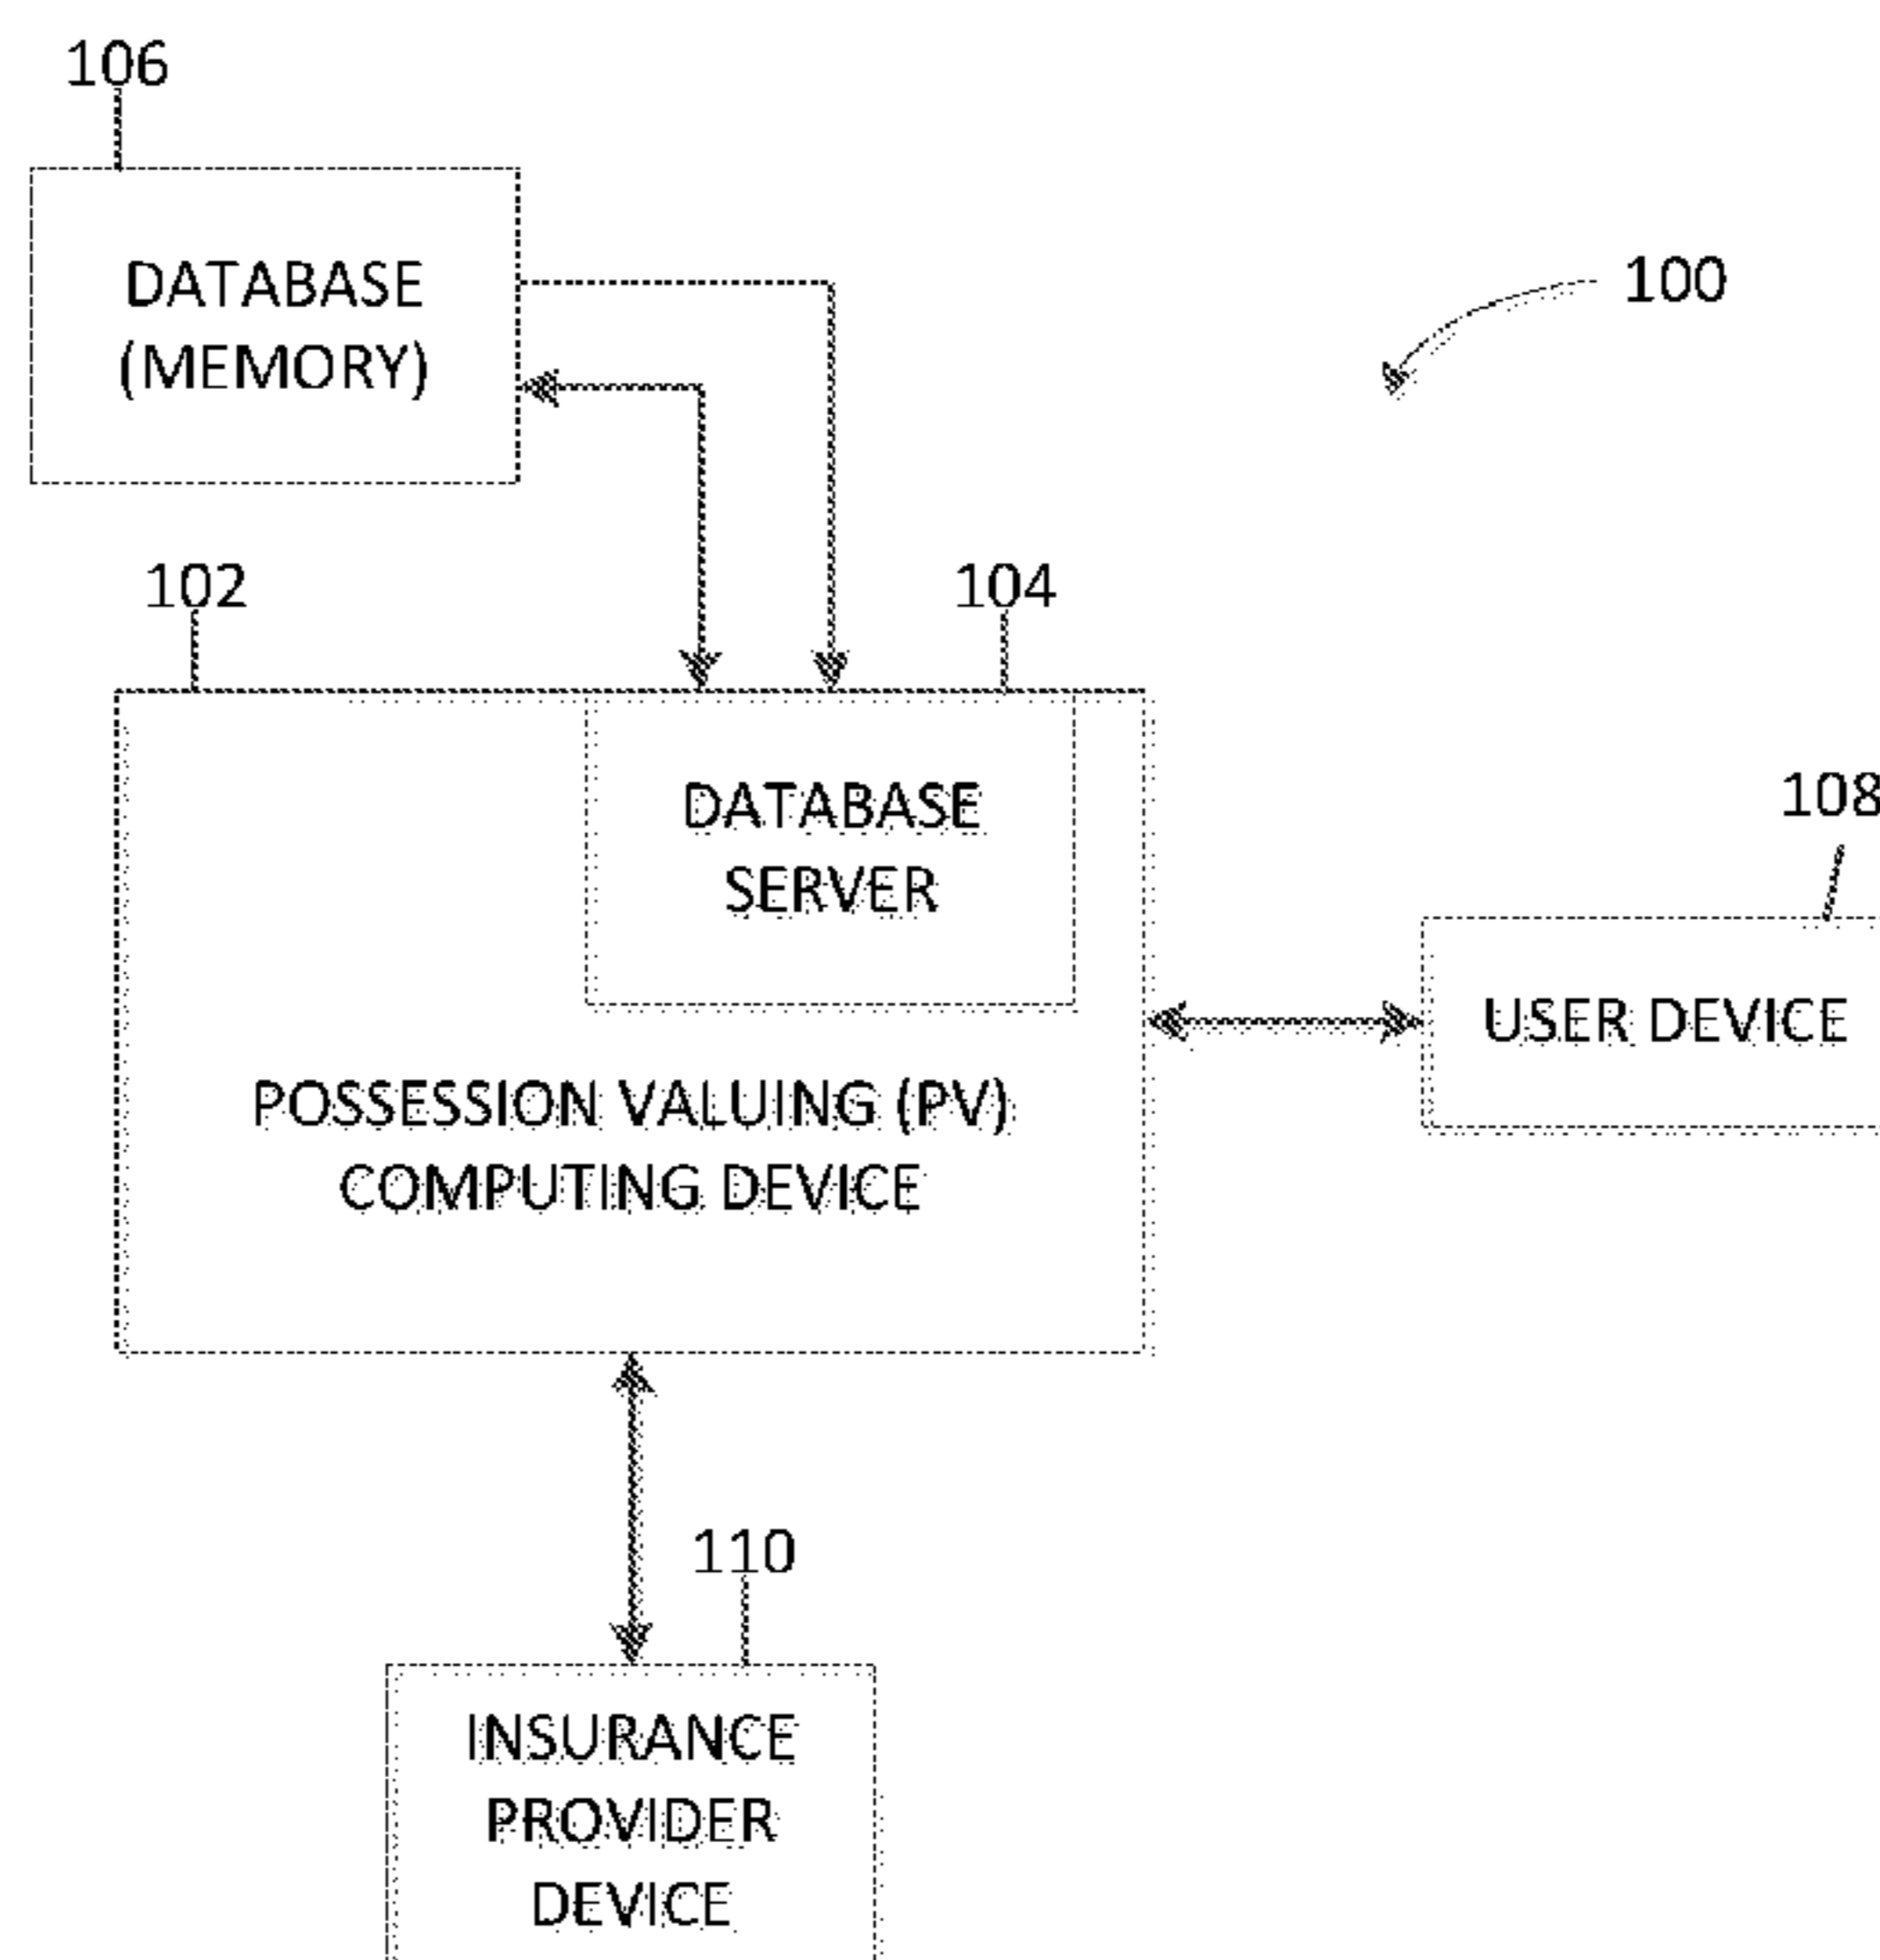 106
DATABASE
(MEMORY)
100
102
104
DATABASE
SERVER
108
USER DEVICE
POSSESSION VALUING (PV)
COMPUTING DEVICE
110
INSURANCE
PROVIDER
DEVICE